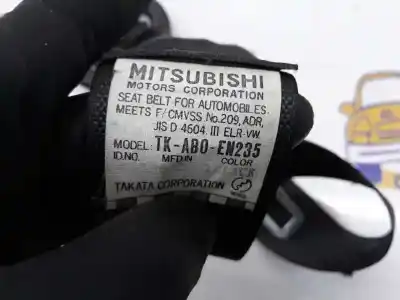 MITSUBISHI
MOTORS CORPORATION
SEAT BELT FOR AUTOMOBILES.
MEETS F/CMVSS No.209, ADR,
JIS D 4604 III ELR-VW.
MODEL: TK-AB0-EN235
ID.NO. MFD.IN COLOR
TAKATA CORPORATION